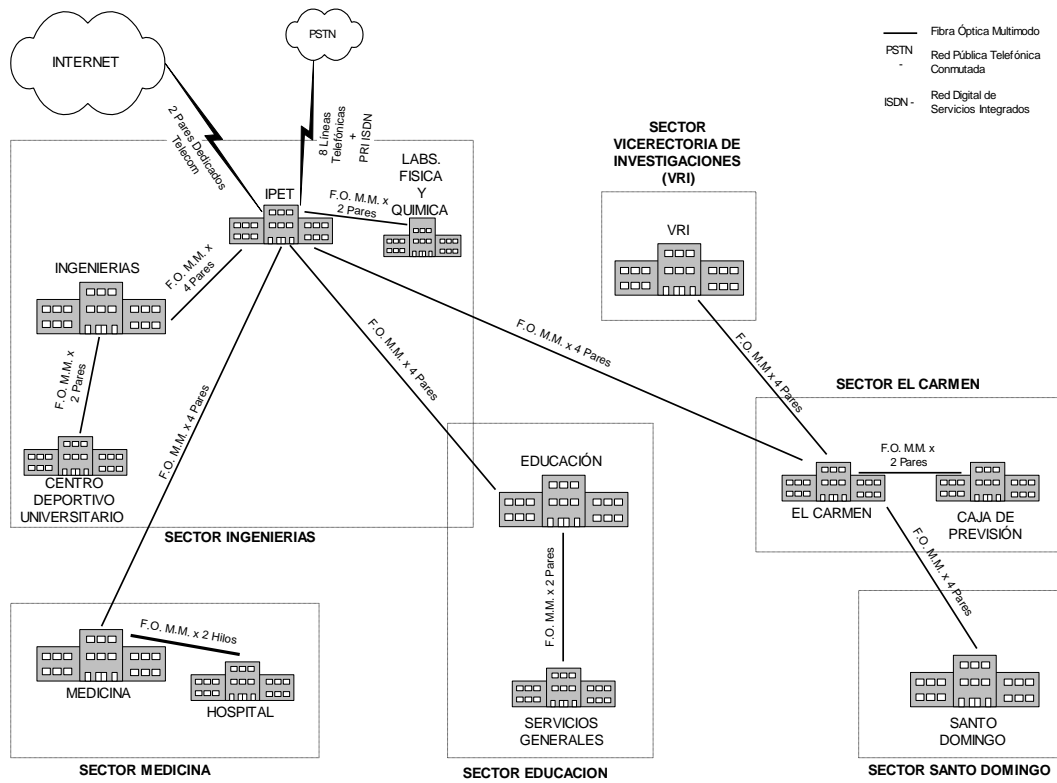 INTERNET
PSTN
Fibra Óptica Multimodo
PSTN
-
Red Pública Telefónica
Conmutada
ISDN -
Red Digital de
Servicios Integrados
2 Pares Dedicados
Telecom
8 Líneas
Telefónicas
+
PRI ISDN
SECTOR
VICERECTORIA DE
INVESTIGACIONES
(VRI)
LABS.
FISICA
Y
QUIMICA
IPET
F.O. M.M. x
2 Pares
VRI
INGENIERIAS
F.O. M.M. x
4 Pares
F.O. M.M. x 4 Pares
F.O. M.M. x 4 Pares
F.O. M.M x 4 Pares
F.O. M.M. x
2 Pares
F.O. M.M. x 4 Pares
SECTOR EL CARMEN
EDUCACIÓN
F.O. M.M. x
2 Pares
CENTRO
DEPORTIVO
UNIVERSITARIO
EL CARMEN
CAJA DE
PREVISIÓN
SECTOR INGENIERIAS
F.O. M.M. x 2 Pares
F.O. M.M. x 4 Pares
F.O. M.M. x 2 Hilos
MEDICINA
HOSPITAL
SERVICIOS
GENERALES
SANTO
DOMINGO
SECTOR MEDICINA
SECTOR EDUCACION
SECTOR SANTO DOMINGO